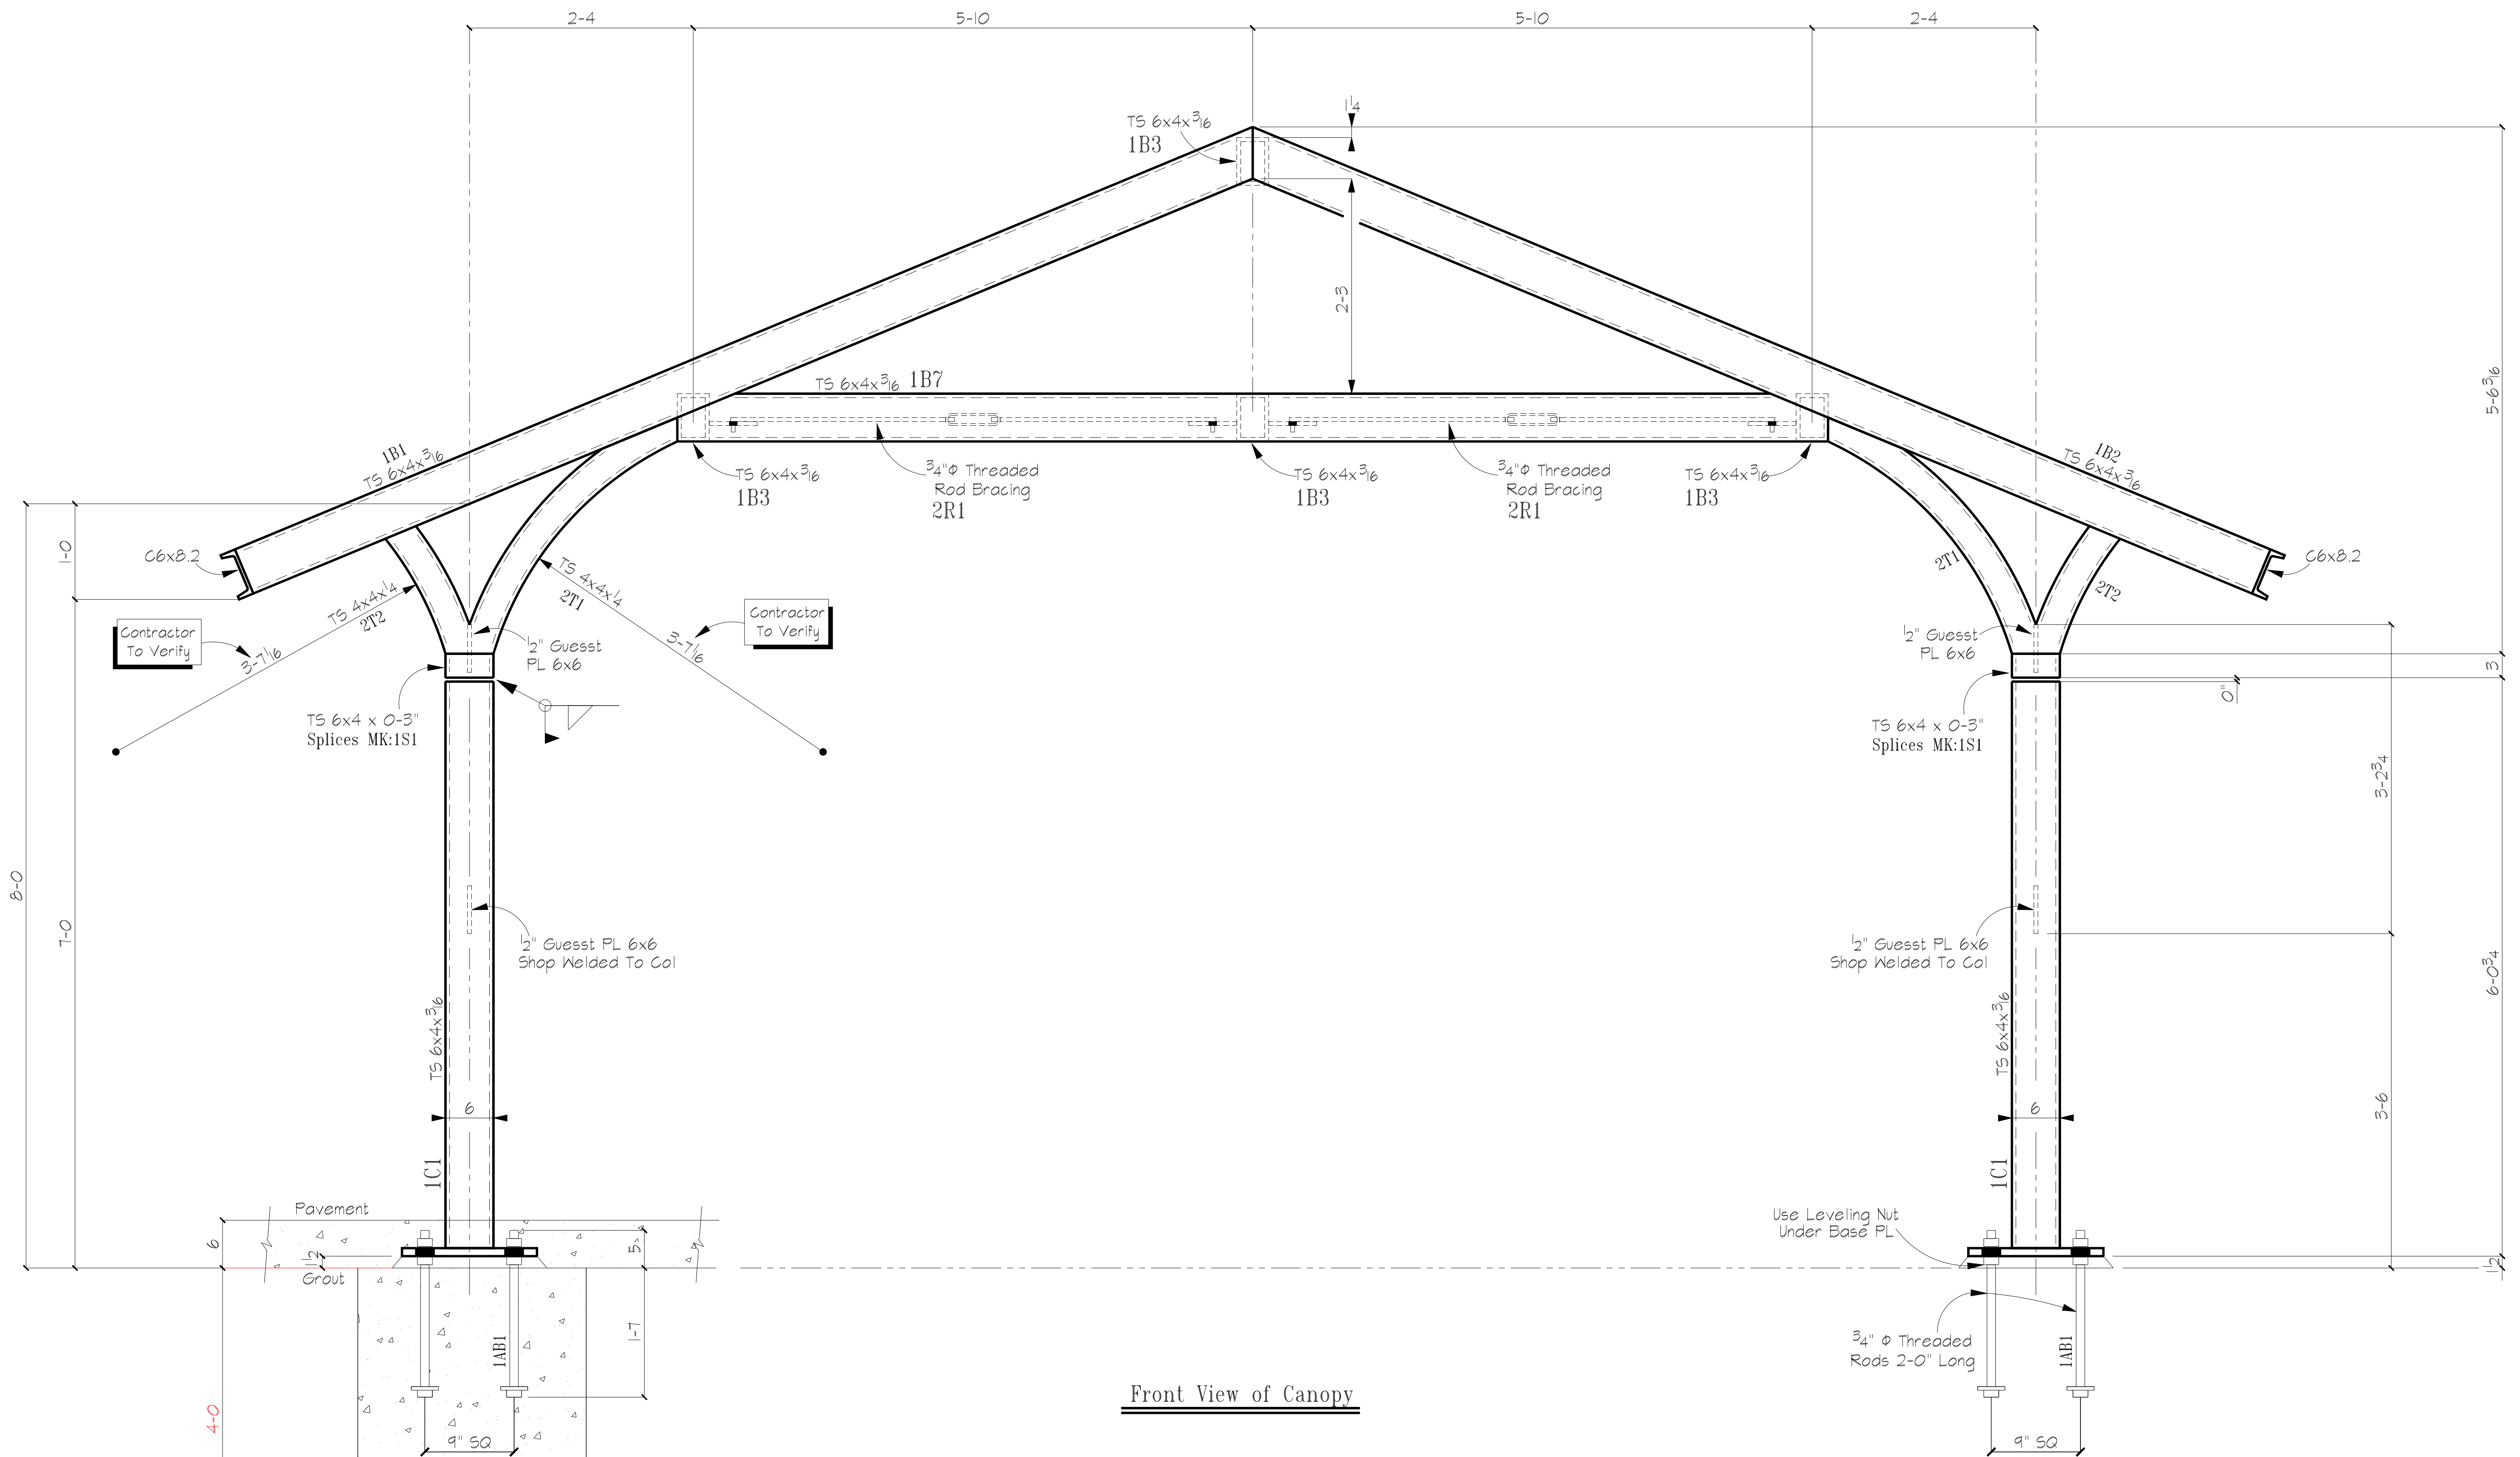 2-4
5-10
5-10
2-4
1 1/4
TS 6x4x3/16
1B3
5-6 3/16
2-3
TS 6x4x3/16 1B7
1B1
TS 6x4x3/16
1B2
TS 6x4x3/16
TS 6x4x3/16
1B3
3/4"Φ Threaded
Rod Bracing
2R1
TS 6x4x3/16
1B3
3/4"Φ Threaded
Rod Bracing
2R1
TS 6x4x3/16
1B3
1-0
C6x8.2
C6x8.2
TS 4x4x1/4
2T2
TS 4x4x1/4
2T1
2T1
2T2
Contractor
To Verify
3-7 1/16
Contractor
To Verify
3-7 1/16
1/2" Guesst
PL 6x6
1/2" Guesst
PL 6x6
3
0"
TS 6x4 x 0-3"
Splices MK:1S1
TS 6x4 x 0-3"
Splices MK:1S1
3-2 3/4
8-0
7-0
1/2" Guesst PL 6x6
Shop Welded To Col
1/2" Guesst PL 6x6
Shop Welded To Col
6-0 3/4
TS 6x4x3/16
TS 6x4x3/16
6
6
3-6
1C1
1C1
Pavement
Use Leveling Nut
Under Base PL
6
1 1/2
5
Grout
1 1/2
1-7
1AB1
3/4" Φ Threaded
Rods 2-0" Long
1AB1
4-0
Front View of Canopy
9" SQ
9" SQ